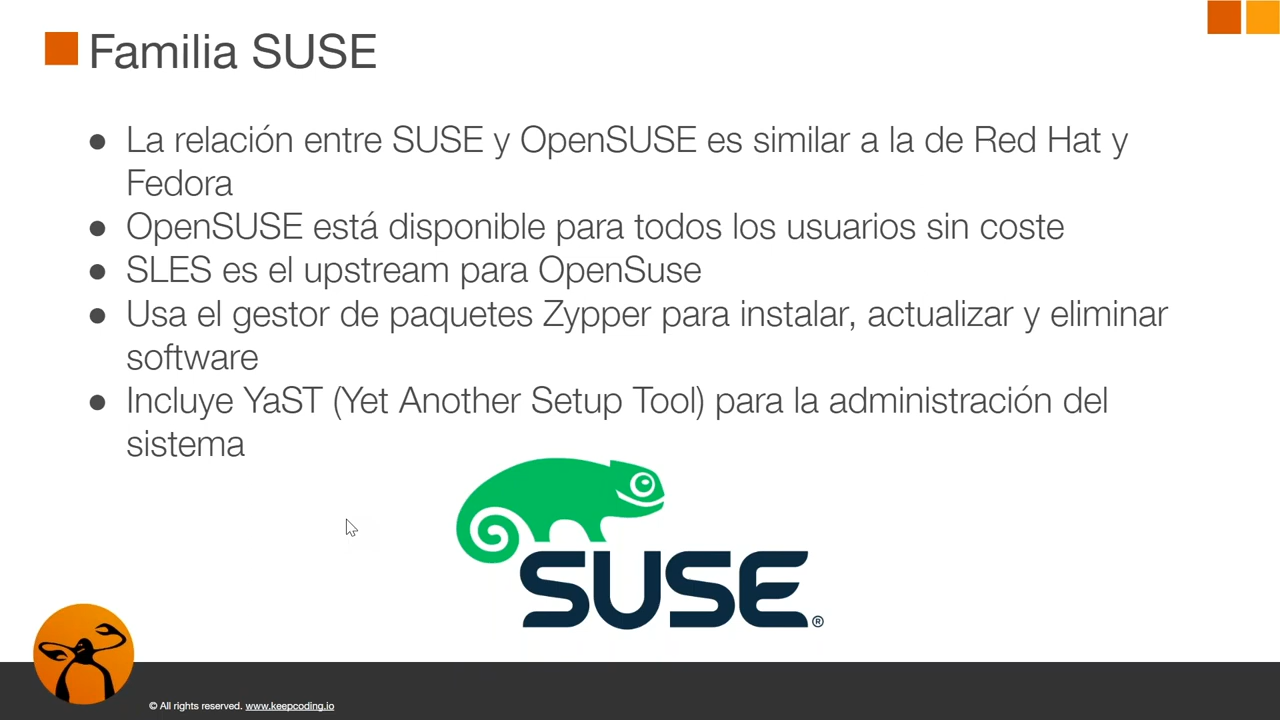 Familia SUSE
● La relación entre SUSE y OpenSUSE es similar a la de Red Hat y
Fedora
● OpenSUSE está disponible para todos los usuarios sin coste
● SLES es el upstream para OpenSuse
● Usa el gestor de paquetes Zypper para instalar, actualizar y eliminar
software
● Incluye YaST (Yet Another Setup Tool) para la administración del
sistema
SUSE®
© All rights reserved. www.keepcoding.io